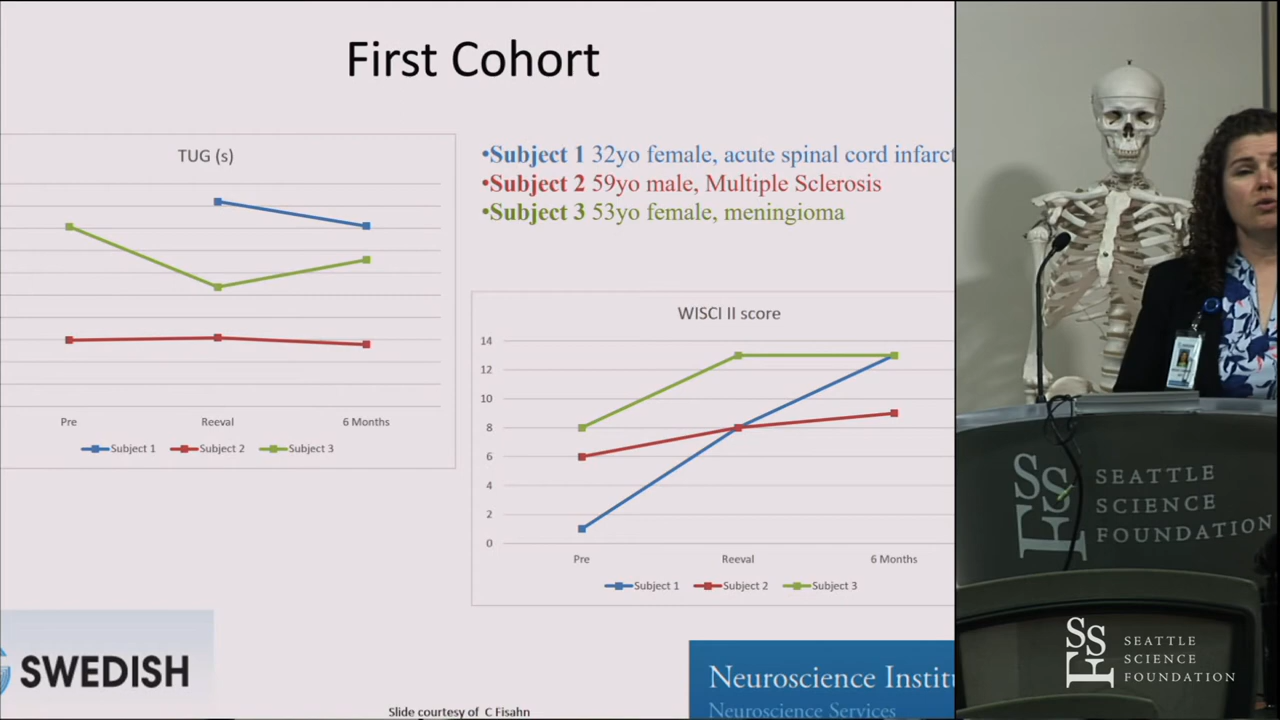 First Cohort
TUG (s)
Pre Reeval 6 Months
Subject 1 Subject 2 Subject 3
•Subject 1 32yo female, acute spinal cord infarct
•Subject 2 59yo male, Multiple Sclerosis
•Subject 3 53yo female, meningioma
WISCI II score
14
12
10
8
6
4
2
0
Pre Reeval 6 Months
Subject 1 Subject 2 Subject 3
SWEDISH
Neuroscience Institu
Neuroscience Services
Slide courtesy of C Fisahn
SSF
SEATTLE
SCIENCE
FOUNDATION
SSF
SEATTLE
SCIENCE
FOUNDATION